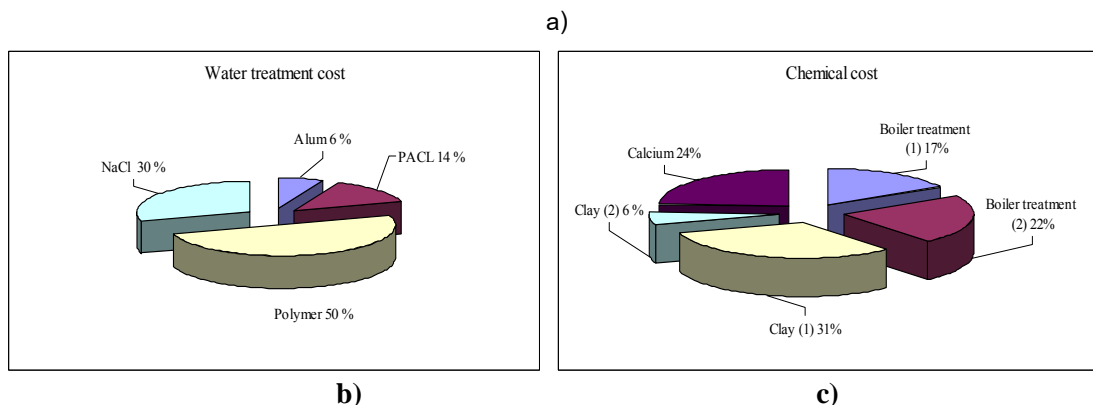 a)
Water treatment cost
Alum 6 %
PACL 14 %
NaCl 30 %
Polymer 50 %
b)
Chemical cost
Boiler treatment
(1) 17%
Calcium 24%
Boiler treatment
(2) 22%
Clay (2) 6 %
Clay (1) 31%
c)